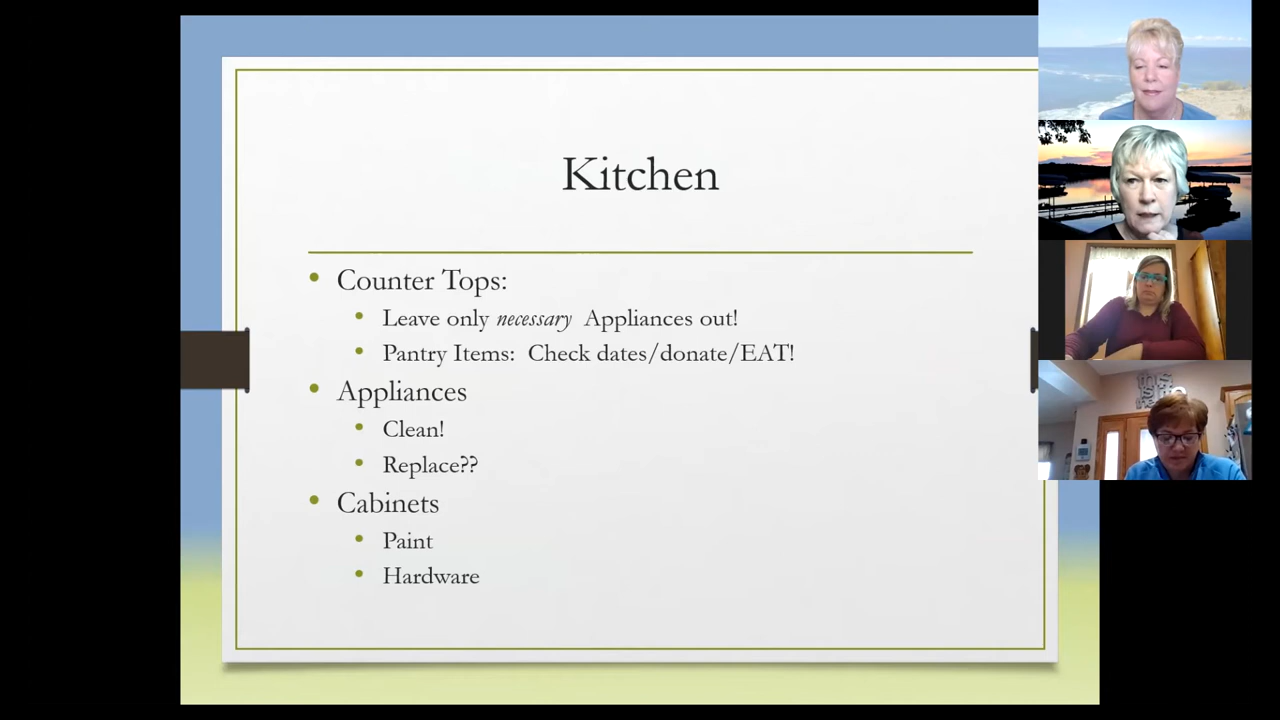 Kitchen
Counter Tops:
Leave only necessary Appliances out!
Pantry Items: Check dates/donate/EAT!
Appliances
Clean!
Replace??
Cabinets
Paint
Hardware